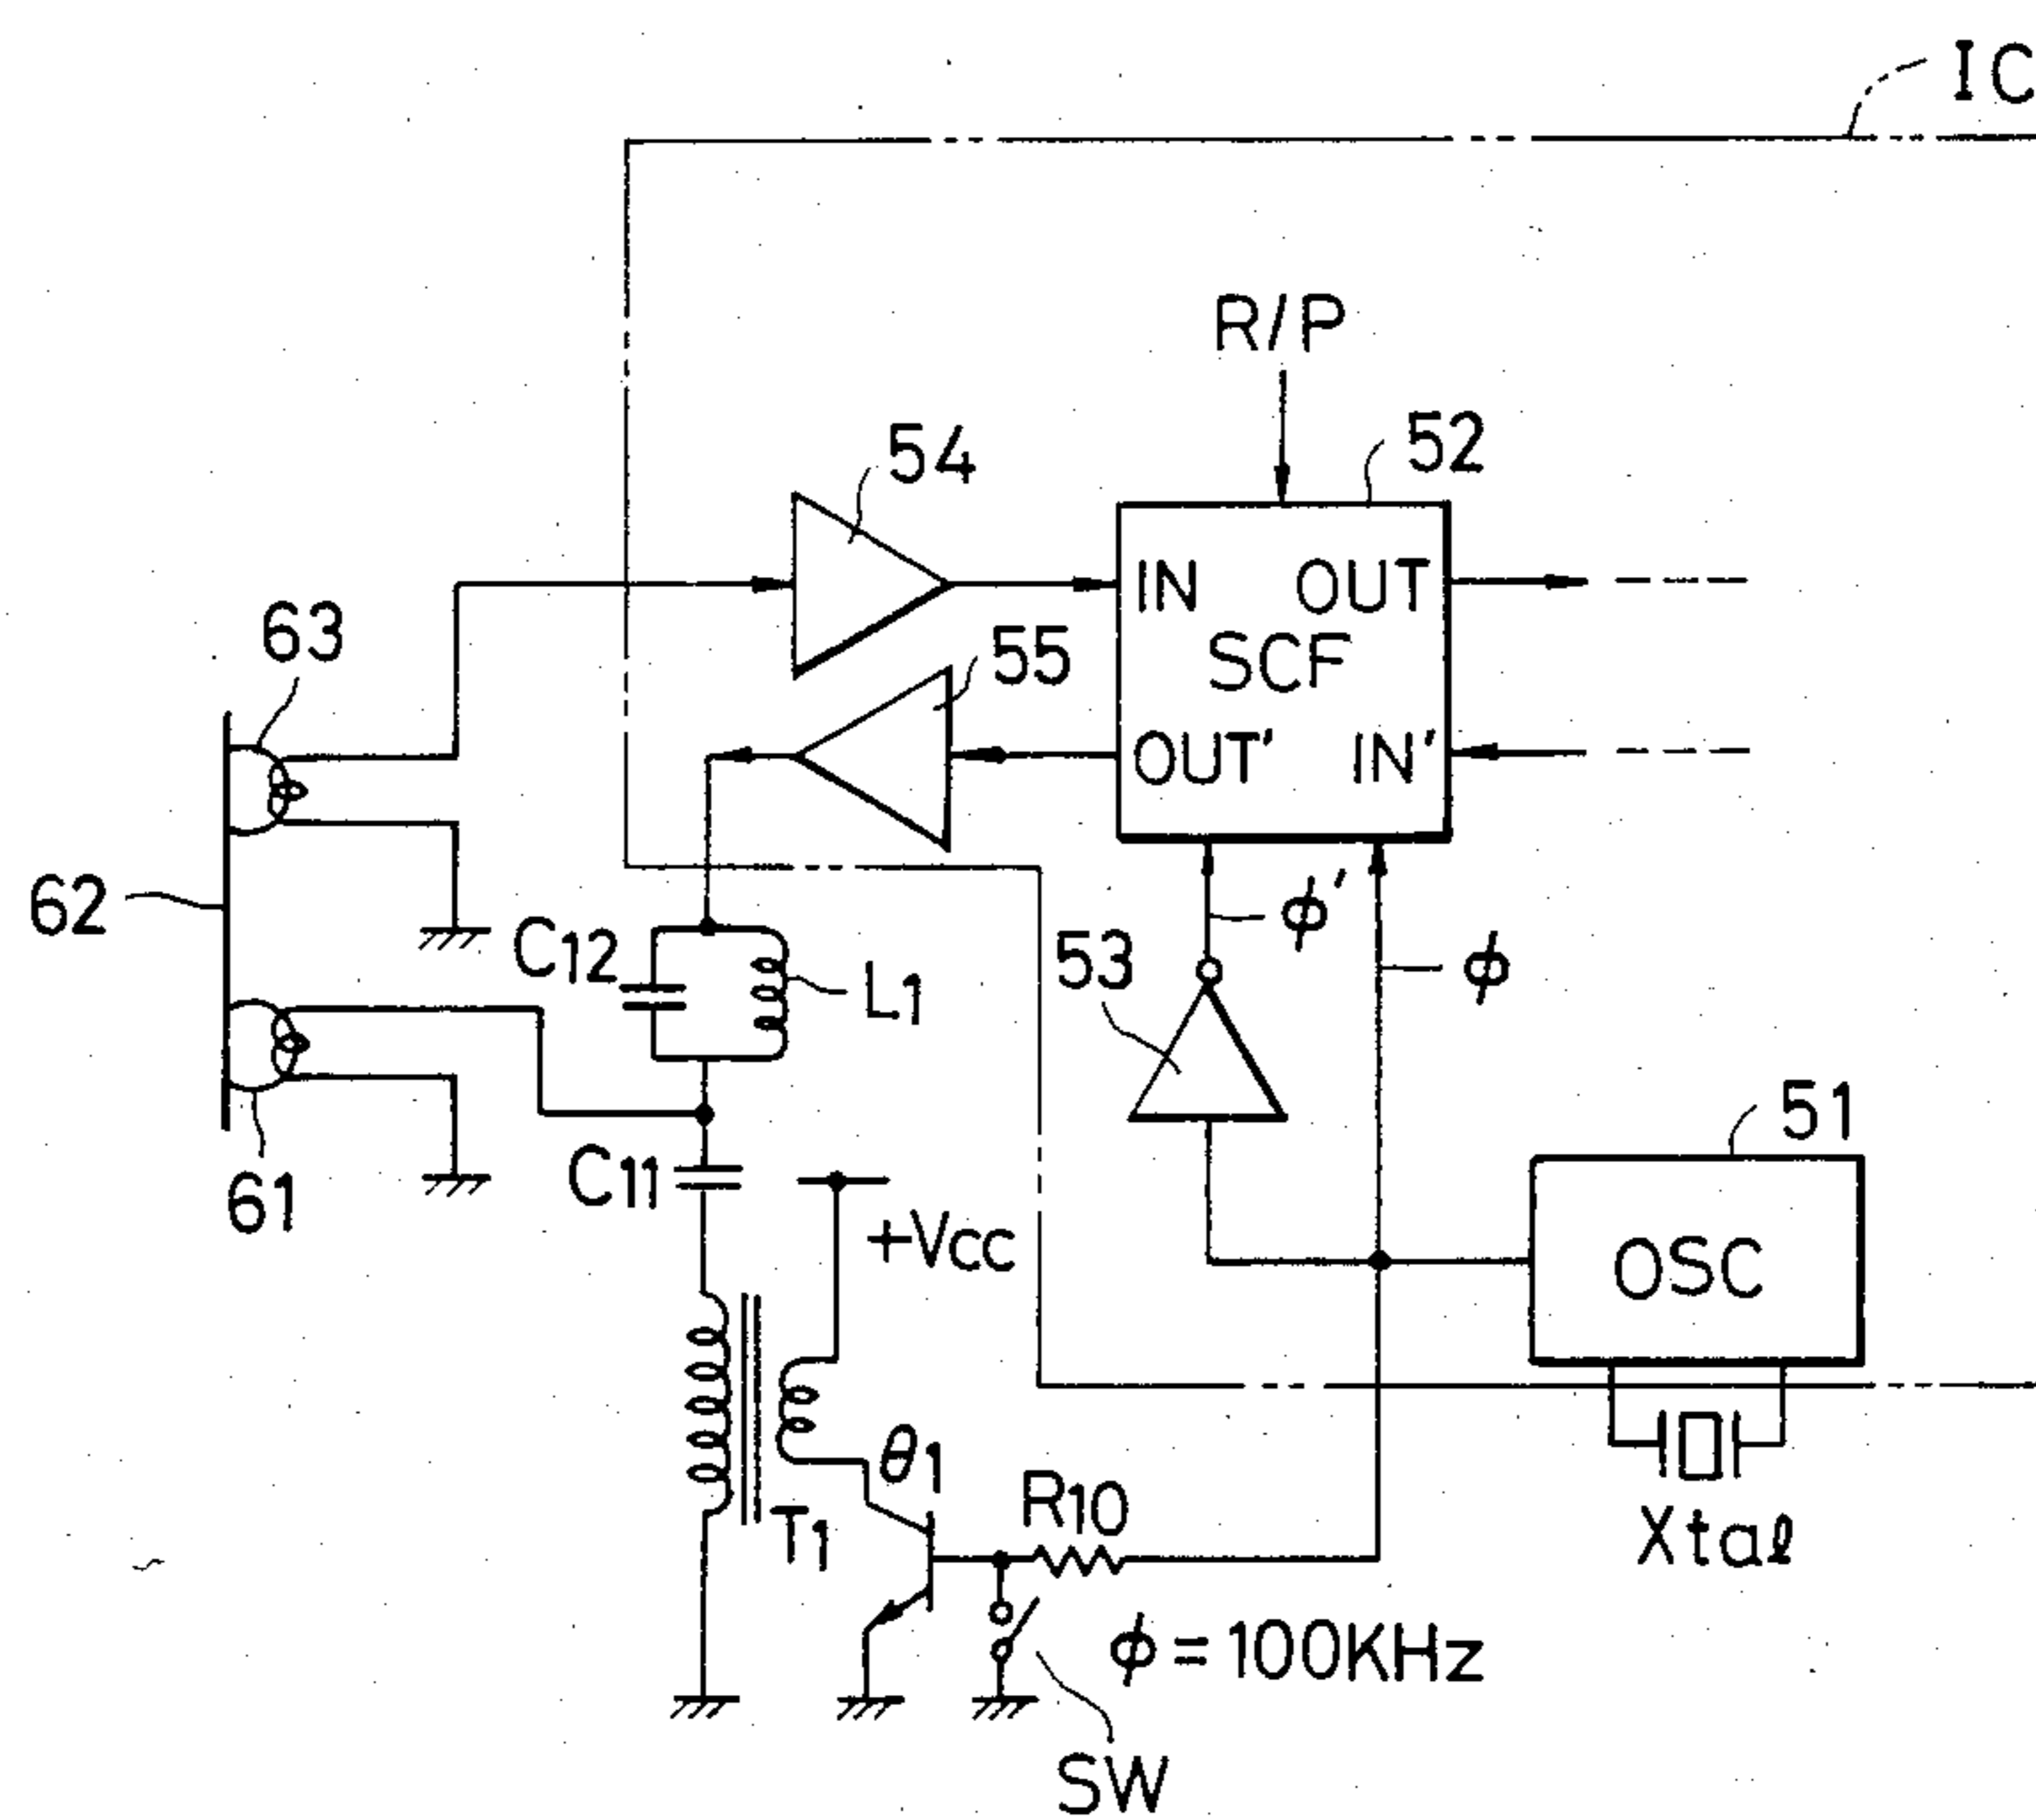 IC
R/P
52
54
IN OUT
SCF
63
55
OUT' IN'
62
φ'
C12
53
φ
L1
51
C11
61
+Vcc
OSC
θ1
R10
T1
Xtal
φ=100KHz
SW